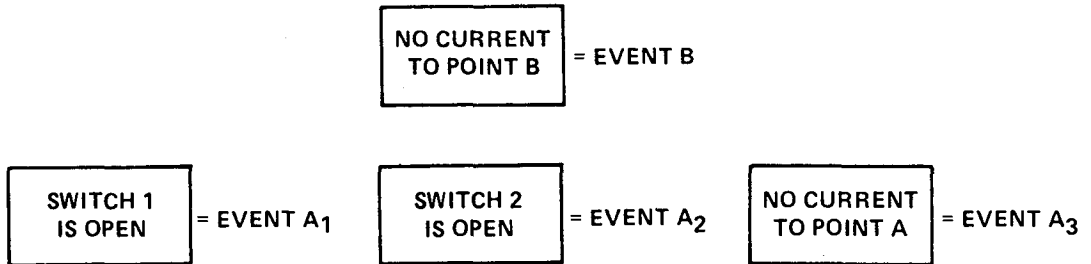 NO CURRENT
TO POINT B
= EVENT B
SWITCH 1
IS OPEN
= EVENT A1
SWITCH 2
IS OPEN
= EVENT A2
NO CURRENT
TO POINT A
= EVENT A3